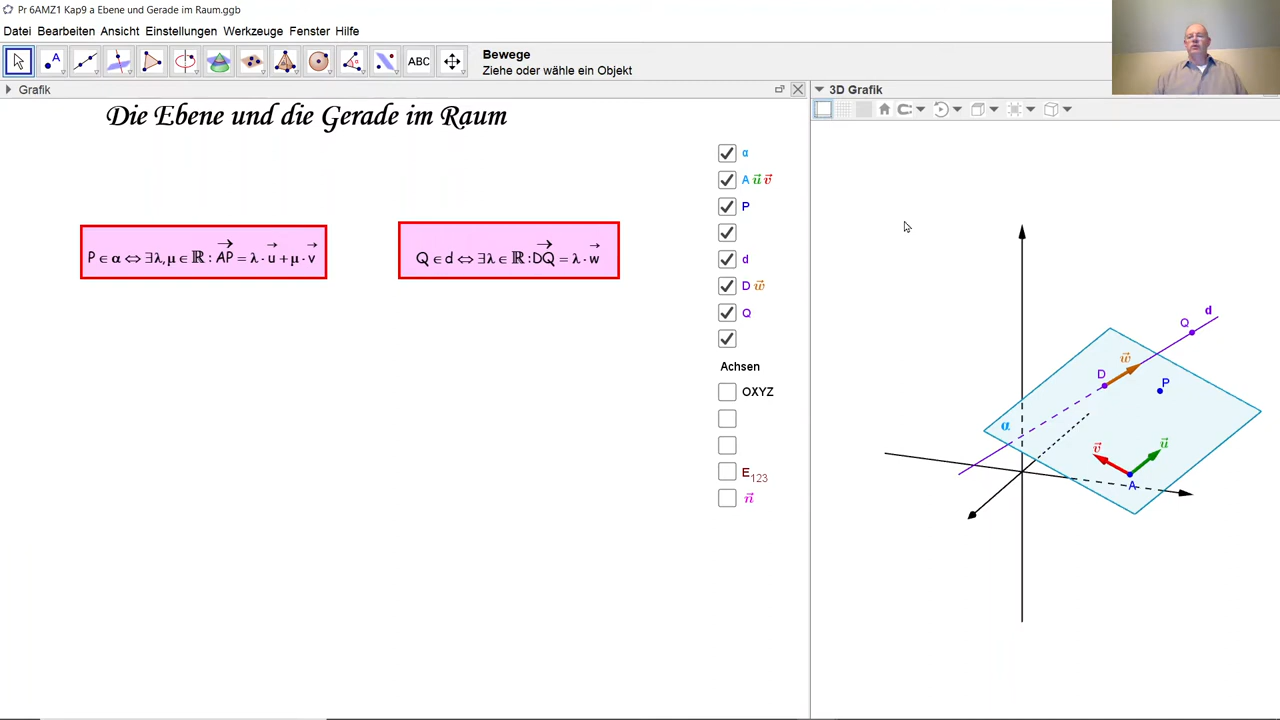 Pr 6AMZ1 Kap9 a Ebene und Gerade im Raum.ggb
Datei Bearbeiten Ansicht Einstellungen Werkzeuge Fenster Hilfe
A ABC
Bewege
Ziehe oder wähle ein Objekt
Grafik
3D Grafik
Die Ebene und die Gerade im Raum
α
A u⃗ v⃗
P
P ∈ α ⇔ ∃λ,μ ∈ ℝ : AP⃗ = λ·u⃗ + μ·v⃗
Q ∈ d ⇔ ∃λ ∈ ℝ : DQ⃗ = λ·w⃗
d
D w⃗
Q
Achsen
OXYZ
E₁₂₃
n⃗
d
Q
w⃗
D
P
α
v⃗
u⃗
A